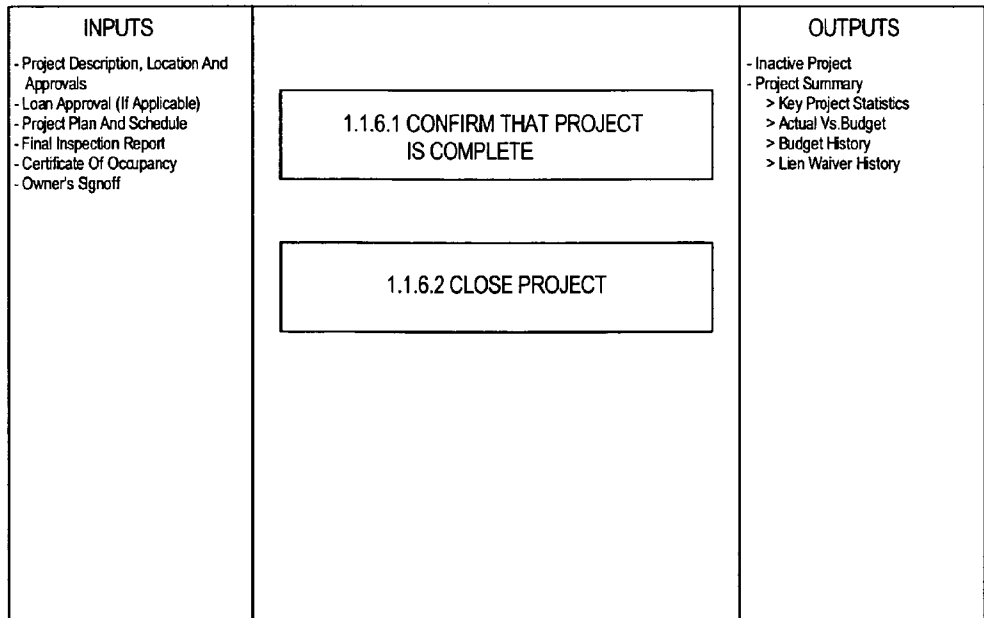 INPUTS
- Project Description, Location And
Approvals
- Loan Approval (If Applicable)
- Project Plan And Schedule
- Final Inspection Report
- Certificate Of Occupancy
- Owner's Signoff
1.1.6.1 CONFIRM THAT PROJECT
IS COMPLETE
1.1.6.2 CLOSE PROJECT
OUTPUTS
- Inactive Project
- Project Summary
> Key Project Statistics
> Actual Vs.Budget
> Budget History
> Lien Waiver History